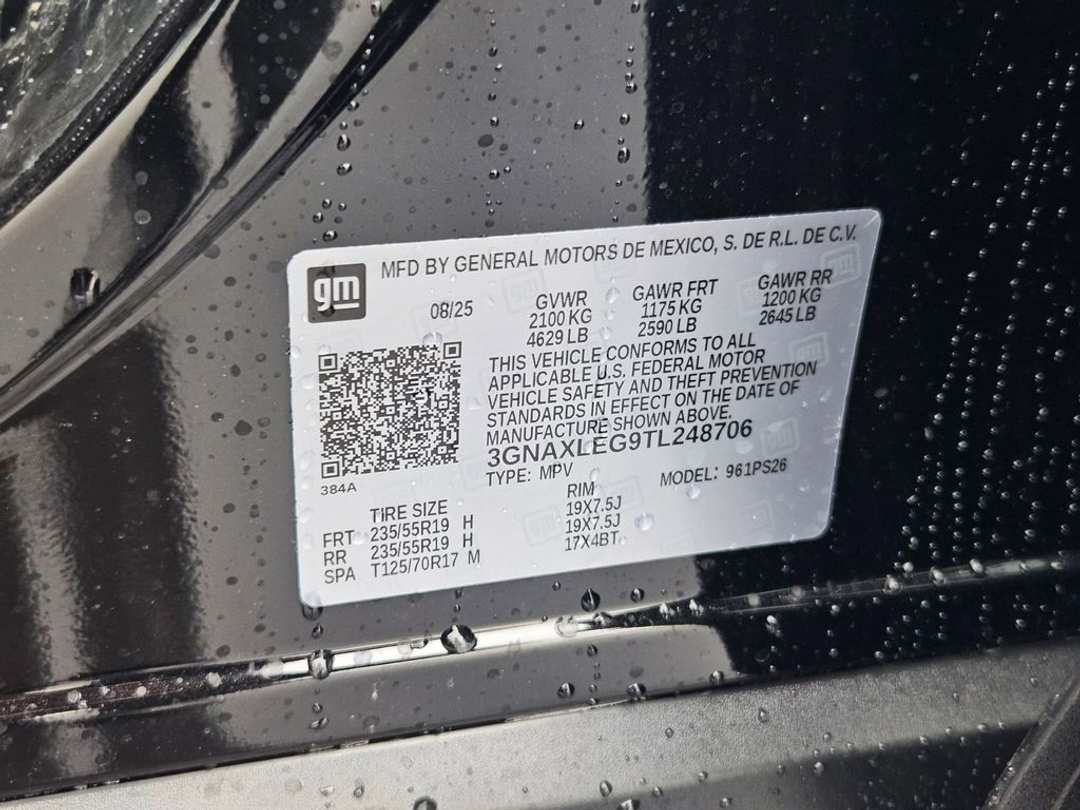 gm
MFD BY GENERAL MOTORS DE MEXICO, S. DE R.L. DE C.V.
08/25
GVWR
2100 KG
4629 LB
GAWR FRT
1175 KG
2590 LB
GAWR RR
1200 KG
2645 LB
THIS VEHICLE CONFORMS TO ALL
APPLICABLE U.S. FEDERAL MOTOR
VEHICLE SAFETY AND THEFT PREVENTION
STANDARDS IN EFFECT ON THE DATE OF
MANUFACTURE SHOWN ABOVE.
3GNAXLEG9TL248706
TYPE: MPV
MODEL: 961PS26
384A
TIRE SIZE RIM
FRT 235/55R19 H 19X7.5J
RR 235/55R19 H 19X7.5J
SPA T125/70R17 M 17X4BT